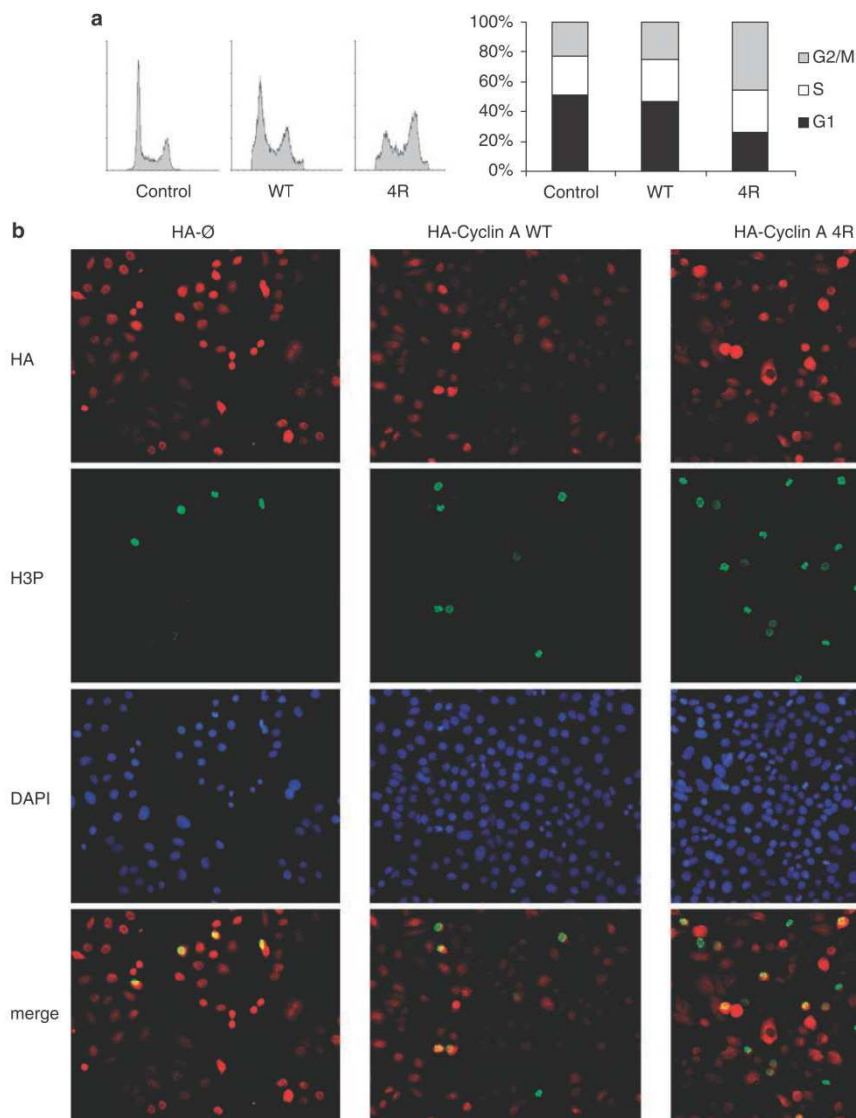 a
100%
80%
60%
40%
20%
0%
G2/M
S
G1
Control WT 4R
Control WT 4R
b
HA-Ø HA-Cyclin A WT HA-Cyclin A 4R
HA
H3P
DAPI
merge